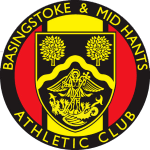 BASINGSTOKE & MID HANTS
ATHLETIC CLUB